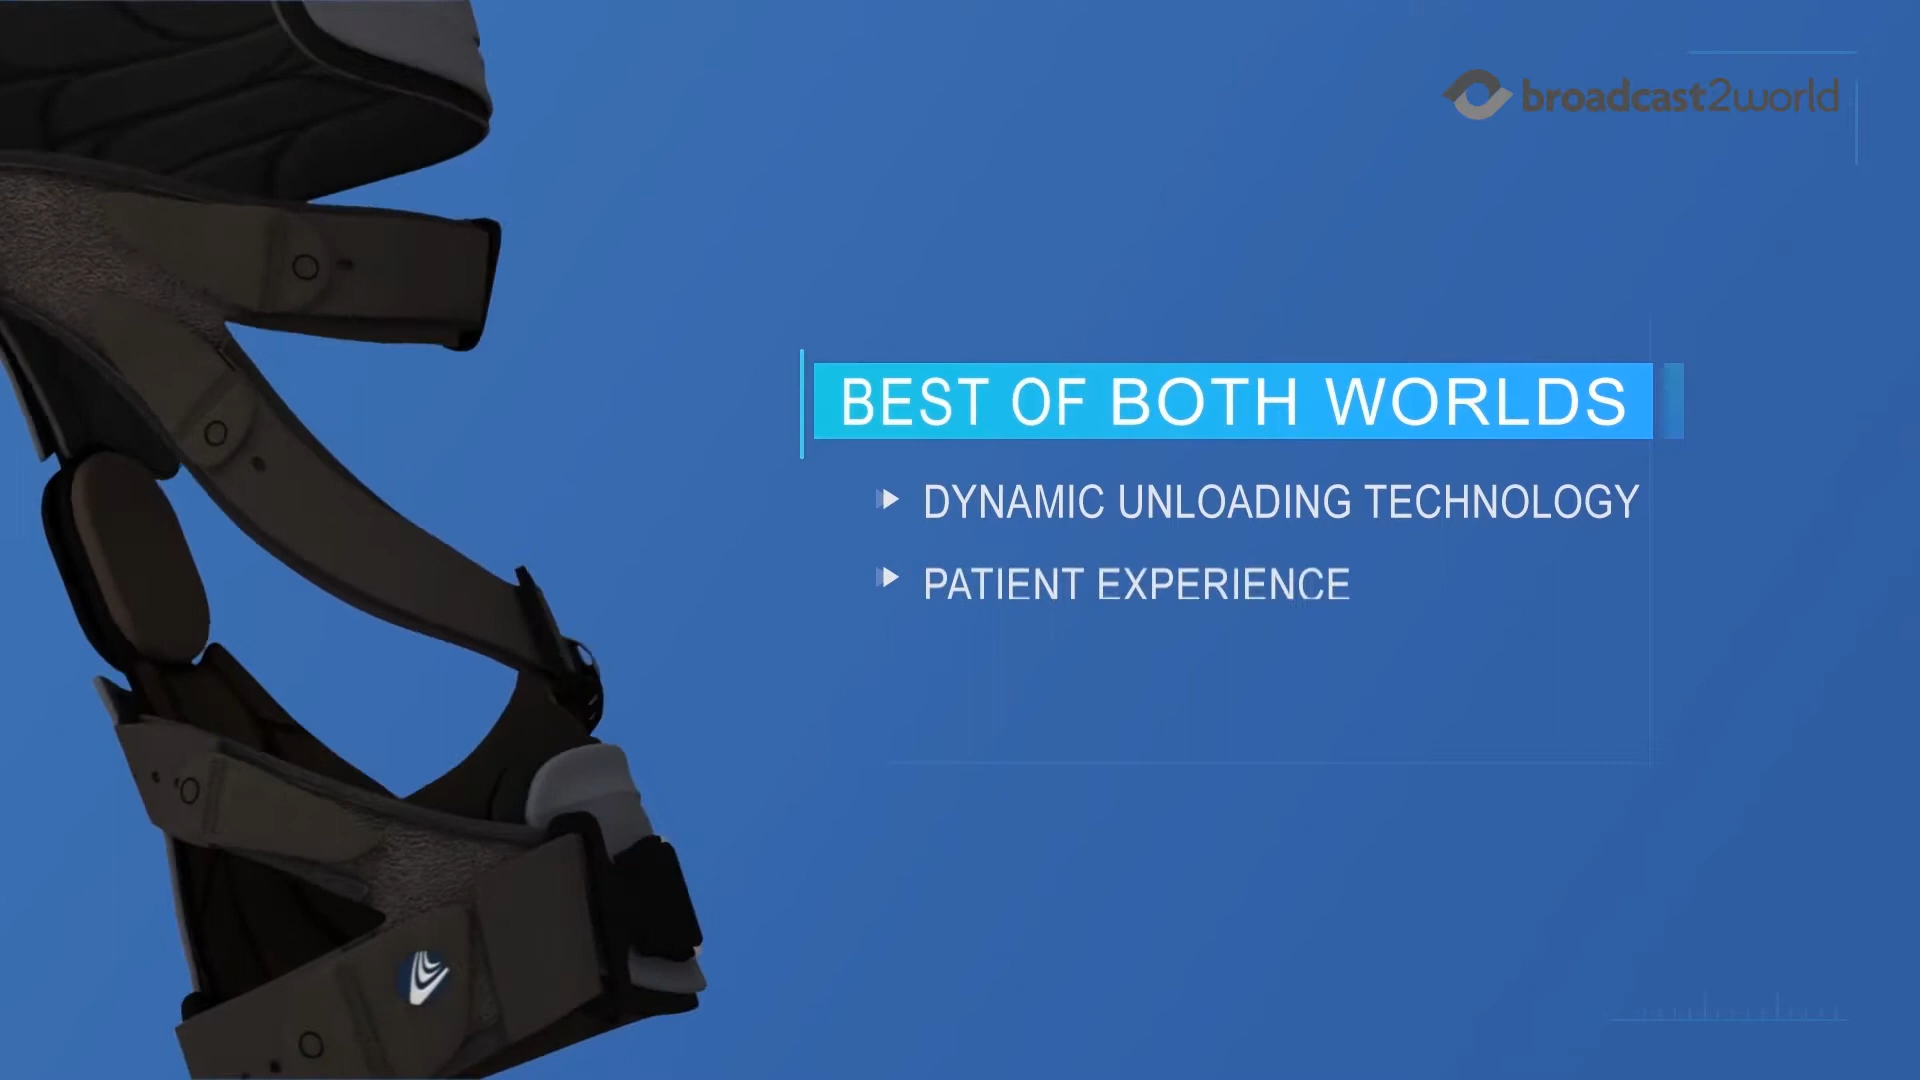 broadcast2world
BEST OF BOTH WORLDS
DYNAMIC UNLOADING TECHNOLOGY
PATIENT EXPERIENCE